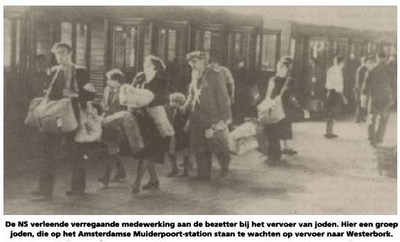 De NS verleende verregaande medewerking aan de bezetter bij het vervoer van joden. Hier een groep
joden, die op het Amsterdamse Muiderpoort-station staan te wachten op vervoer naar Westerbork.